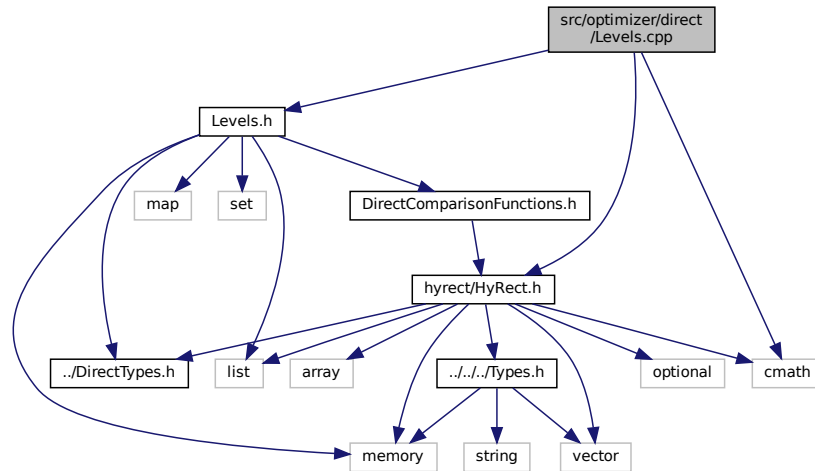 src/optimizer/direct
/Levels.cpp
Levels.h
map
set
DirectComparisonFunctions.h
hyrect/HyRect.h
../DirectTypes.h
list
array
../../../Types.h
optional
cmath
memory
string
vector